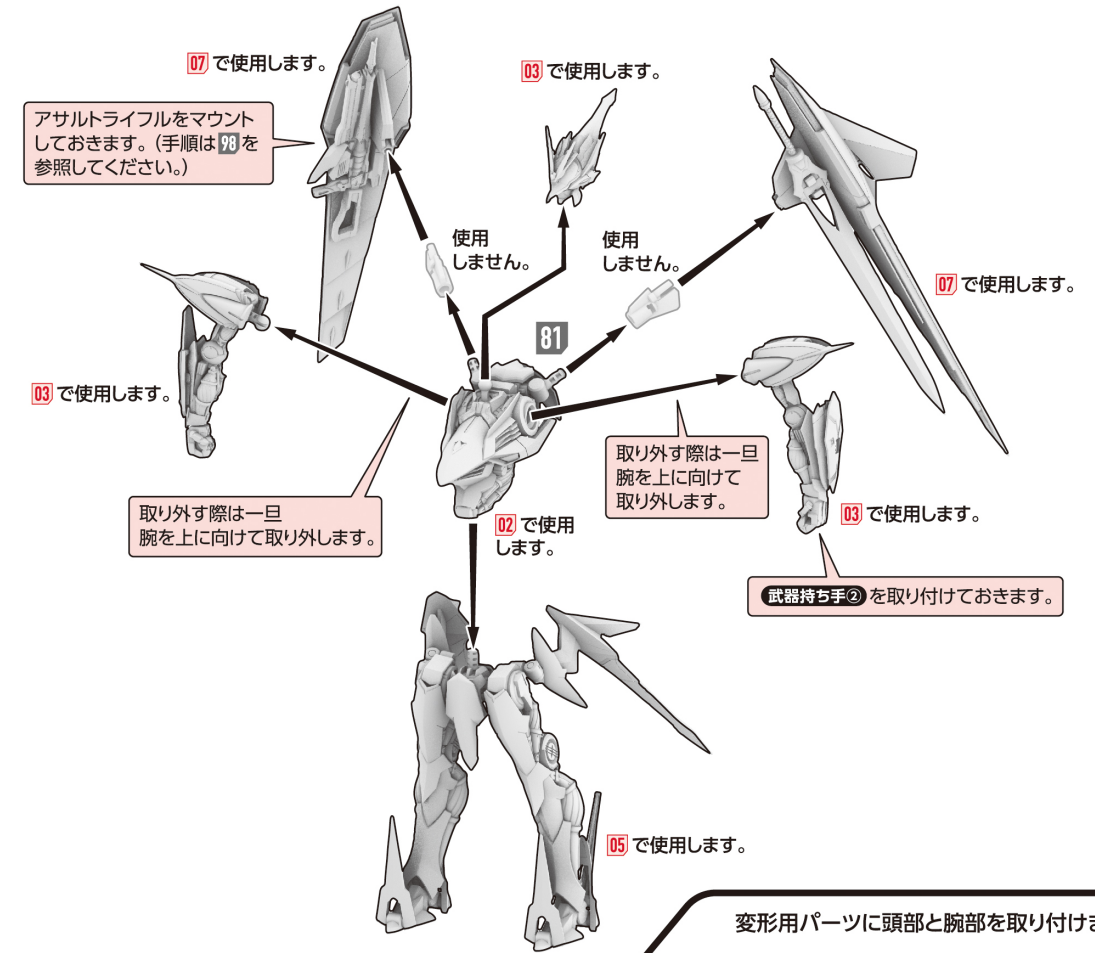 07 で使用します。
03 で使用します。
アサルトライフルをマウント
しておきます。(手順は 98 を
参照してください。)
使用
しません。
使用
しません。
07 で使用します。
81
03 で使用します。
取り外す際は一旦
腕を上に向けて
取り外します。
取り外す際は一旦
腕を上に向けて取り外します。
02 で使用
します。
03 で使用します。
武器持ち手② を取り付けておきます。
05 で使用します。
変形用パーツに頭部と腕部を取り付けま